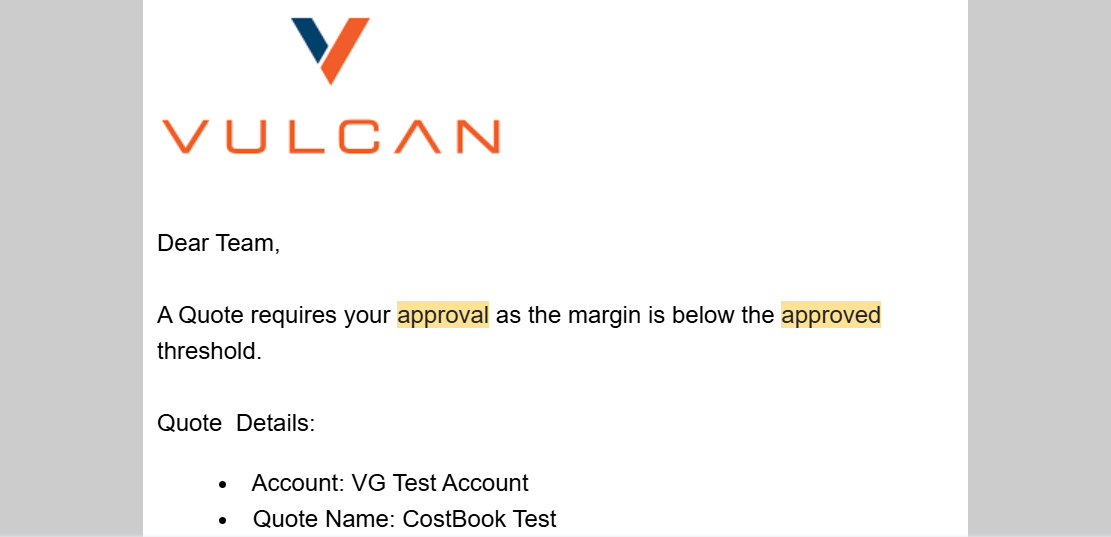 VULCAN
Dear Team,
A Quote requires your approval as the margin is below the approved
threshold.
Quote  Details:
• Account: VG Test Account
• Quote Name: CostBook Test